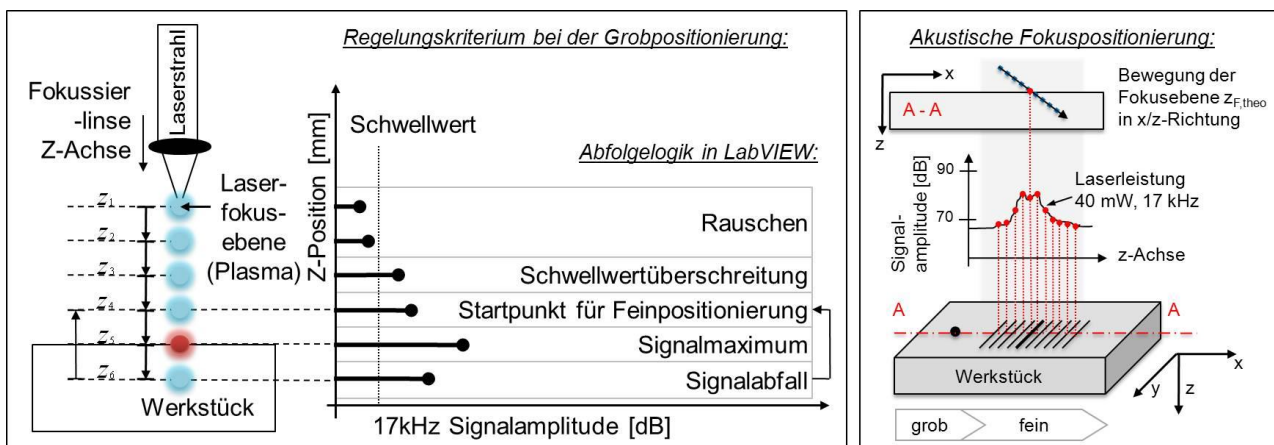 Regelungskriterium bei der Grobpositionierung:
Laserstrahl
Fokussier
-linse
Z-Achse
Laser-
fokus-
ebene
(Plasma)
z1
z2
z3
z4
z5
z6
Werkstück
Z-Position [mm]
Schwellwert
Abfolgelogik in LabVIEW:
Rauschen
Schwellwertüberschreitung
Startpunkt für Feinpositionierung
Signalmaximum
Signalabfall
17kHz Signalamplitude [dB]
Akustische Fokuspositionierung:
x
z
A - A
Bewegung der
Fokusebene zF,theo
in x/z-Richtung
Signal-
amplitude [dB]
90
70
Laserleistung
40 mW, 17 kHz
z-Achse
A
A
Werkstück
x
y
z
grob
fein